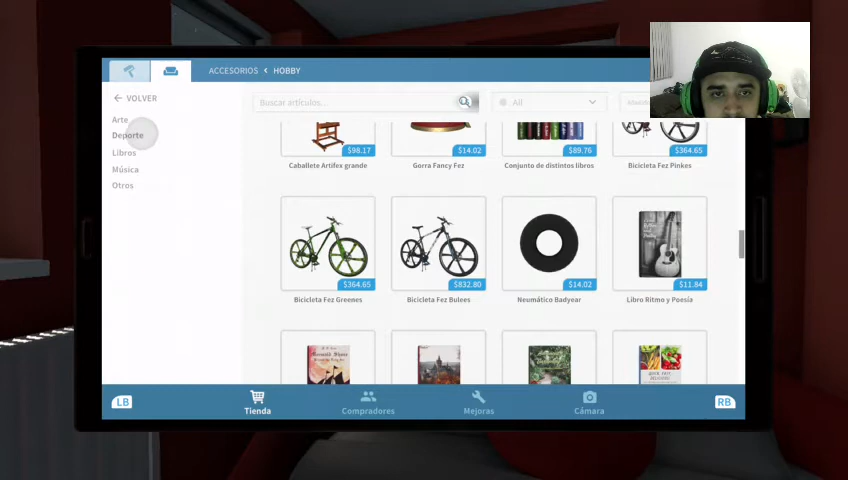 ACCESORIOS < HOBBY
VOLVER
Buscar artículos...
All
Arte
Deporte
Libros
Música
Otros
$98.17
$14.02
$89.76
$364.65
Caballete Artifex grande
Gorra Fancy Fez
Conjunto de distintos libros
Bicicleta Fez Pinkes
$364.65
$832.80
$14.02
$11.84
Bicicleta Fez Greenes
Bicicleta Fez Bulees
Neumático Badyear
Libro Ritmo y Poesía
LB
Tienda
Compradores
Mejoras
Cámara
RB